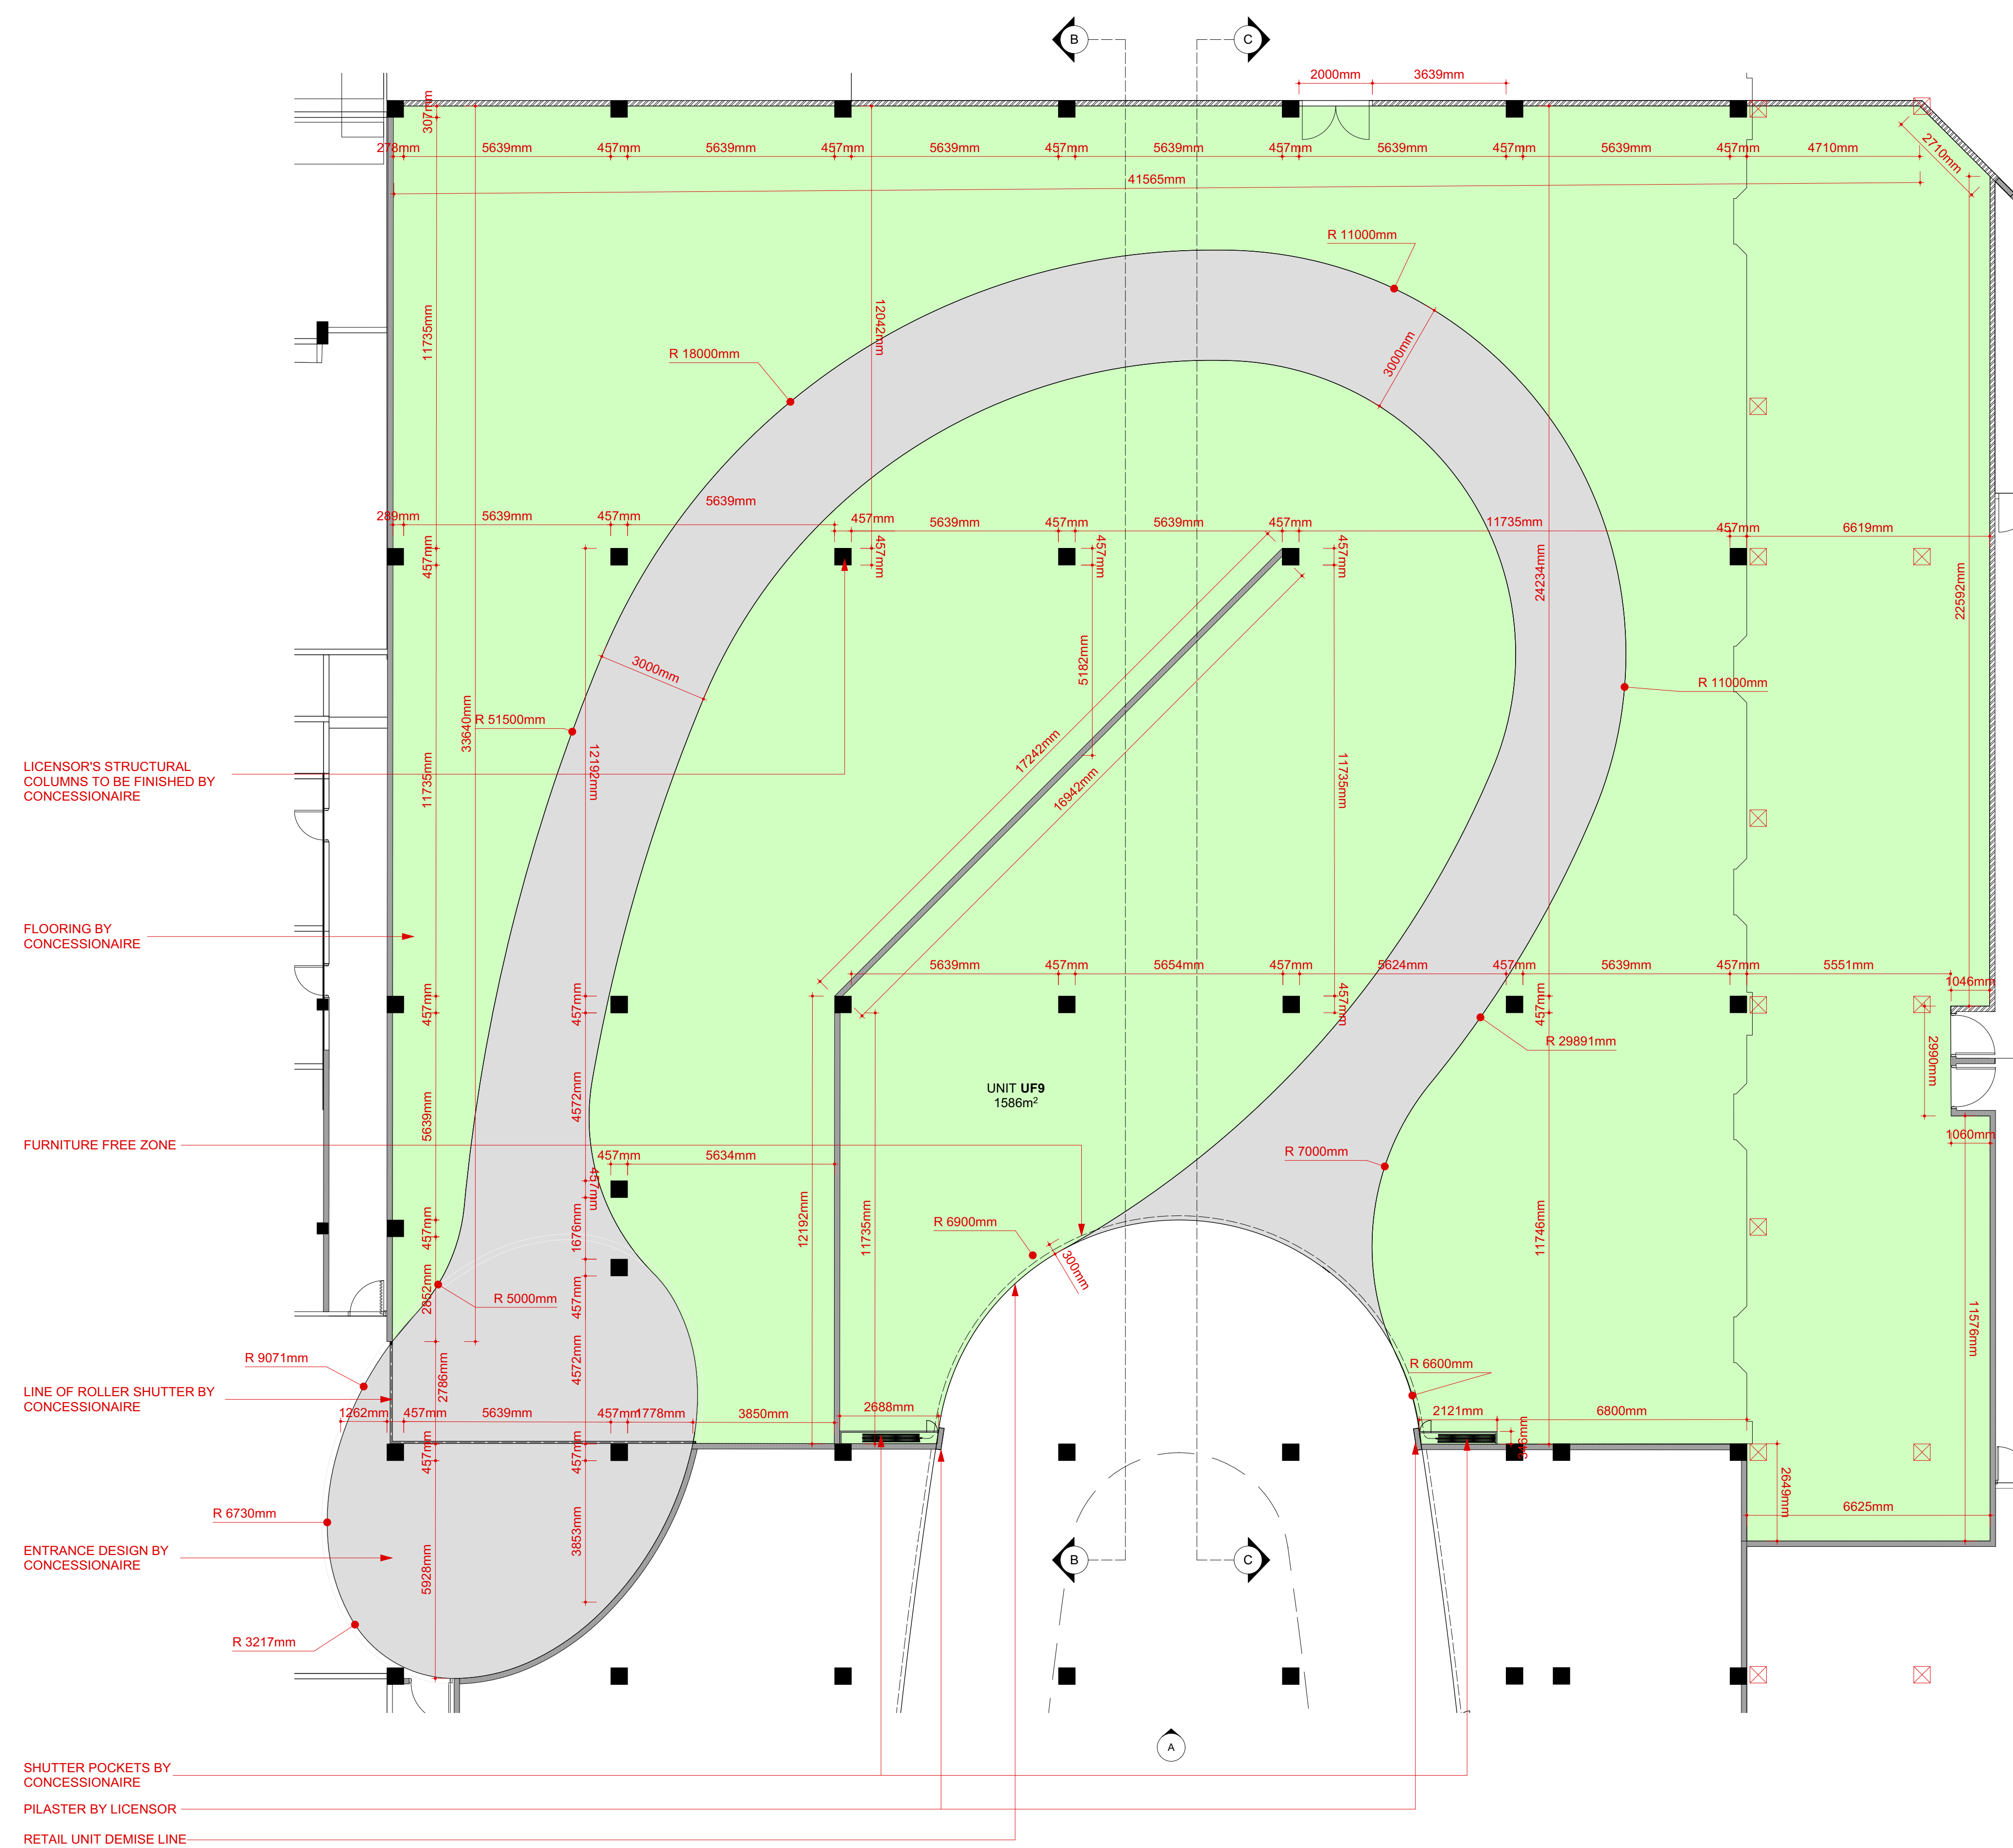 B
C
2000mm
3639mm
307mm
278mm
5639mm
457mm
5639mm
457mm
5639mm
457mm
5639mm
457mm
5639mm
457mm
5639mm
457mm
4710mm
2710mm
41565mm
R 11000mm
11735mm
12042mm
R 18000mm
3000mm
5639mm
289mm
5639mm
457mm
457mm
5639mm
457mm
5639mm
457mm
11735mm
457mm
6619mm
457mm
457mm
457mm
457mm
24234mm
22592mm
3000mm
5182mm
R 11000mm
33640mm
R 51500mm
12192mm
17242mm
16942mm
11735mm
11735mm
LICENSOR'S STRUCTURAL
COLUMNS TO BE FINISHED BY
CONCESSIONAIRE
FLOORING BY
CONCESSIONAIRE
5639mm
457mm
5654mm
457mm
5624mm
457mm
5639mm
457mm
5551mm
1046mm
457mm
457mm
457mm
457mm
R 29891mm
2990mm
UNIT UF9
1586m²
4572mm
5639mm
FURNITURE FREE ZONE
457mm
5634mm
457mm
R 7000mm
1060mm
12192mm
11735mm
R 6900mm
300mm
457mm
1676mm
11746mm
2852mm
R 5000mm
457mm
11576mm
R 9071mm
2786mm
4572mm
R 6600mm
LINE OF ROLLER SHUTTER BY
CONCESSIONAIRE
1262mm
457mm
5639mm
457mm
1778mm
3850mm
2688mm
2121mm
6800mm
457mm
457mm
2649mm
6625mm
R 6730mm
3853mm
ENTRANCE DESIGN BY
CONCESSIONAIRE
5928mm
B
C
R 3217mm
A
SHUTTER POCKETS BY
CONCESSIONAIRE
PILASTER BY LICENSOR
RETAIL UNIT DEMISE LINE